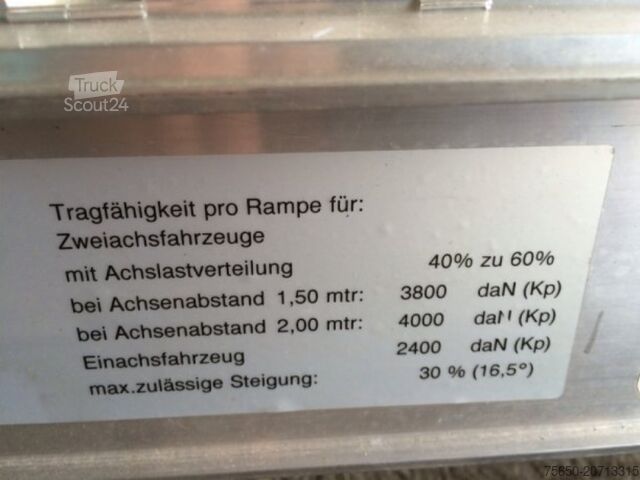 Truck
Scout24
Tragfähigkeit pro Rampe für:
Zweiachsfahrzeuge
mit Achslastverteilung 40% zu 60%
bei Achsenabstand 1,50 mtr: 3800 daN (Kp)
bei Achsenabstand 2,00 mtr: 4000 daN (Kp)
Einachsfahrzeug 2400 daN (Kp)
max.zulässige Steigung: 30 % (16,5°)
75650-20713315